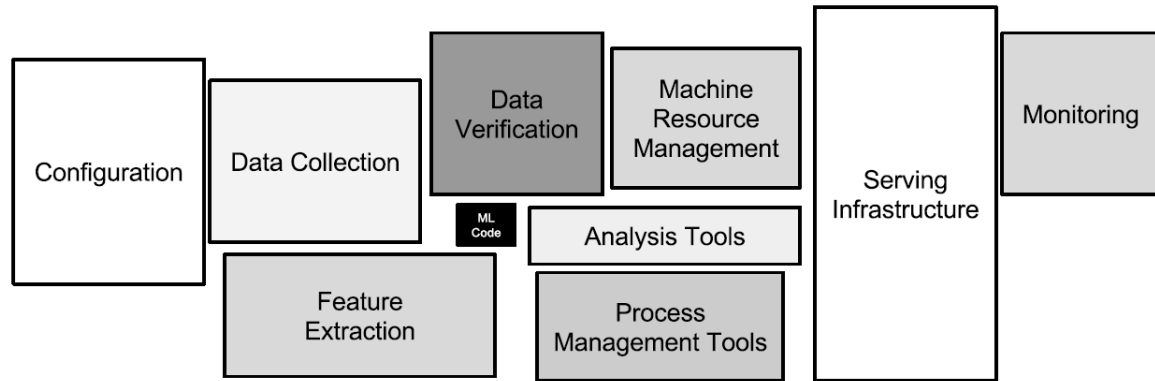 Configuration
Data Collection
Data
Verification
Machine
Resource
Management
Serving
Infrastructure
Monitoring
ML
Code
Analysis Tools
Feature
Extraction
Process
Management Tools